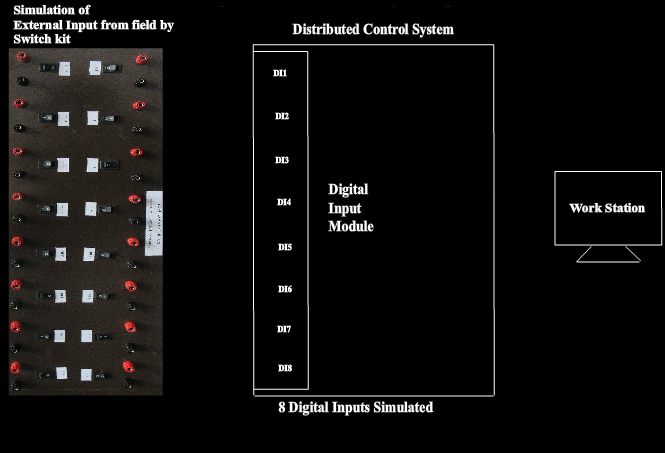 Simulation of
External Input from field by
Switch kit
Distributed Control System
DI1
DI2
DI3
DI4
DI5
DI6
DI7
DI8
Digital
Input
Module
Work Station
8 Digital Inputs Simulated